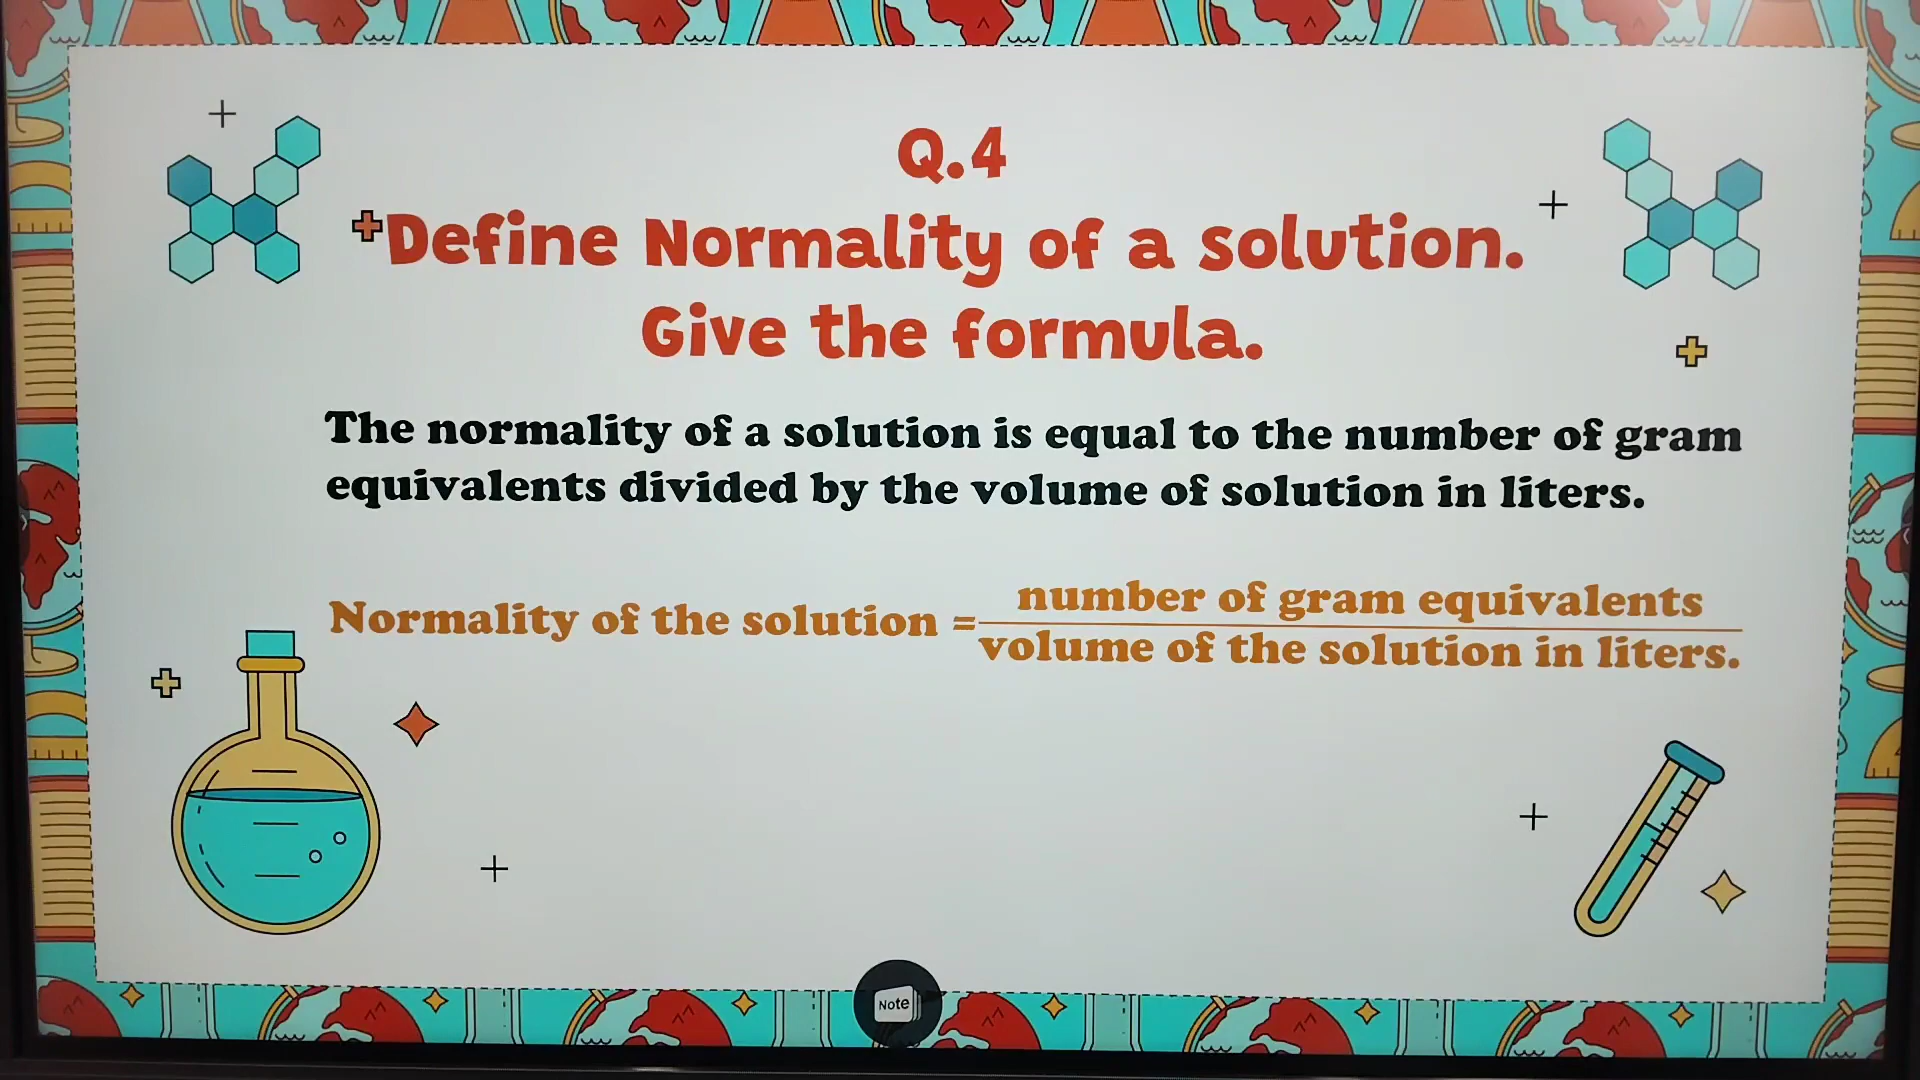 Q.4
Define Normality of a solution.
Give the formula.
The normality of a solution is equal to the number of gram
equivalents divided by the volume of solution in liters.
Normality of the solution = number of gram equivalents
volume of the solution in liters.
Note